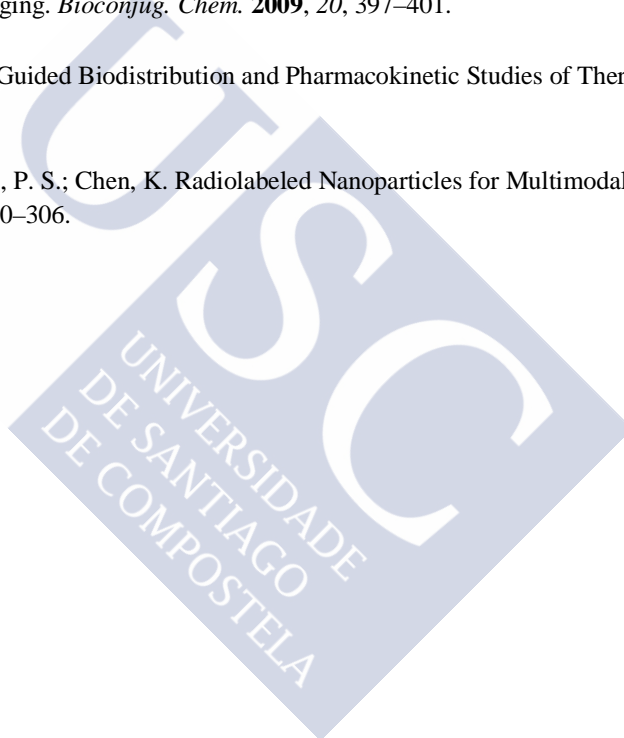 ging. Bioconjug. Chem. 2009, 20, 397–401.
Guided Biodistribution and Pharmacokinetic Studies of Ther
, P. S.; Chen, K. Radiolabeled Nanoparticles for Multimodal
0–306.
USC
UNIVERSIDADE
DE SANTIAGO
DE COMPOSTELA